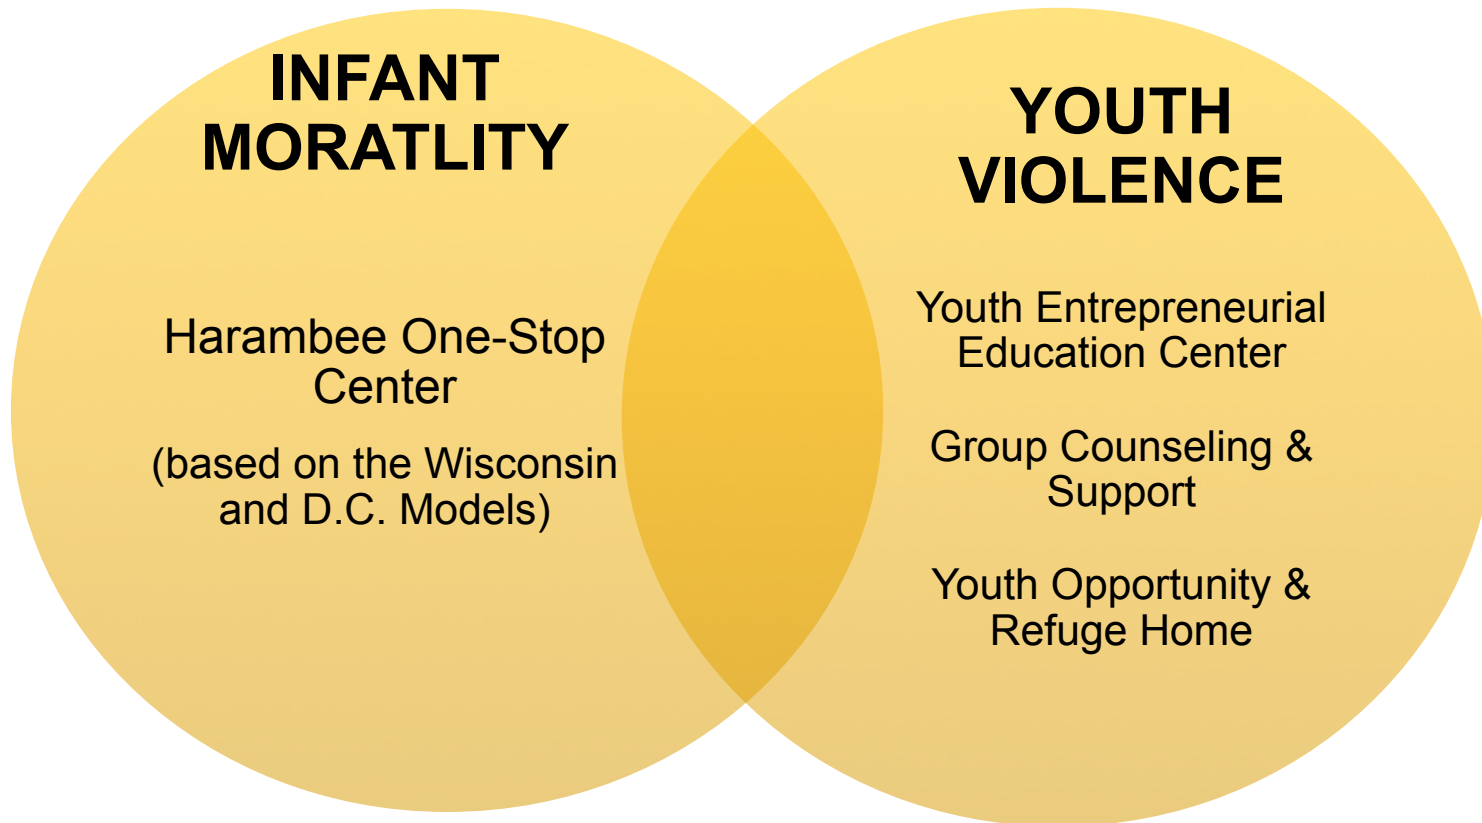 INFANT
MORATLITY
Harambee One-Stop
Center
(based on the Wisconsin
and D.C. Models)
YOUTH
VIOLENCE
Youth Entrepreneurial
Education Center
Group Counseling &
Support
Youth Opportunity &
Refuge Home